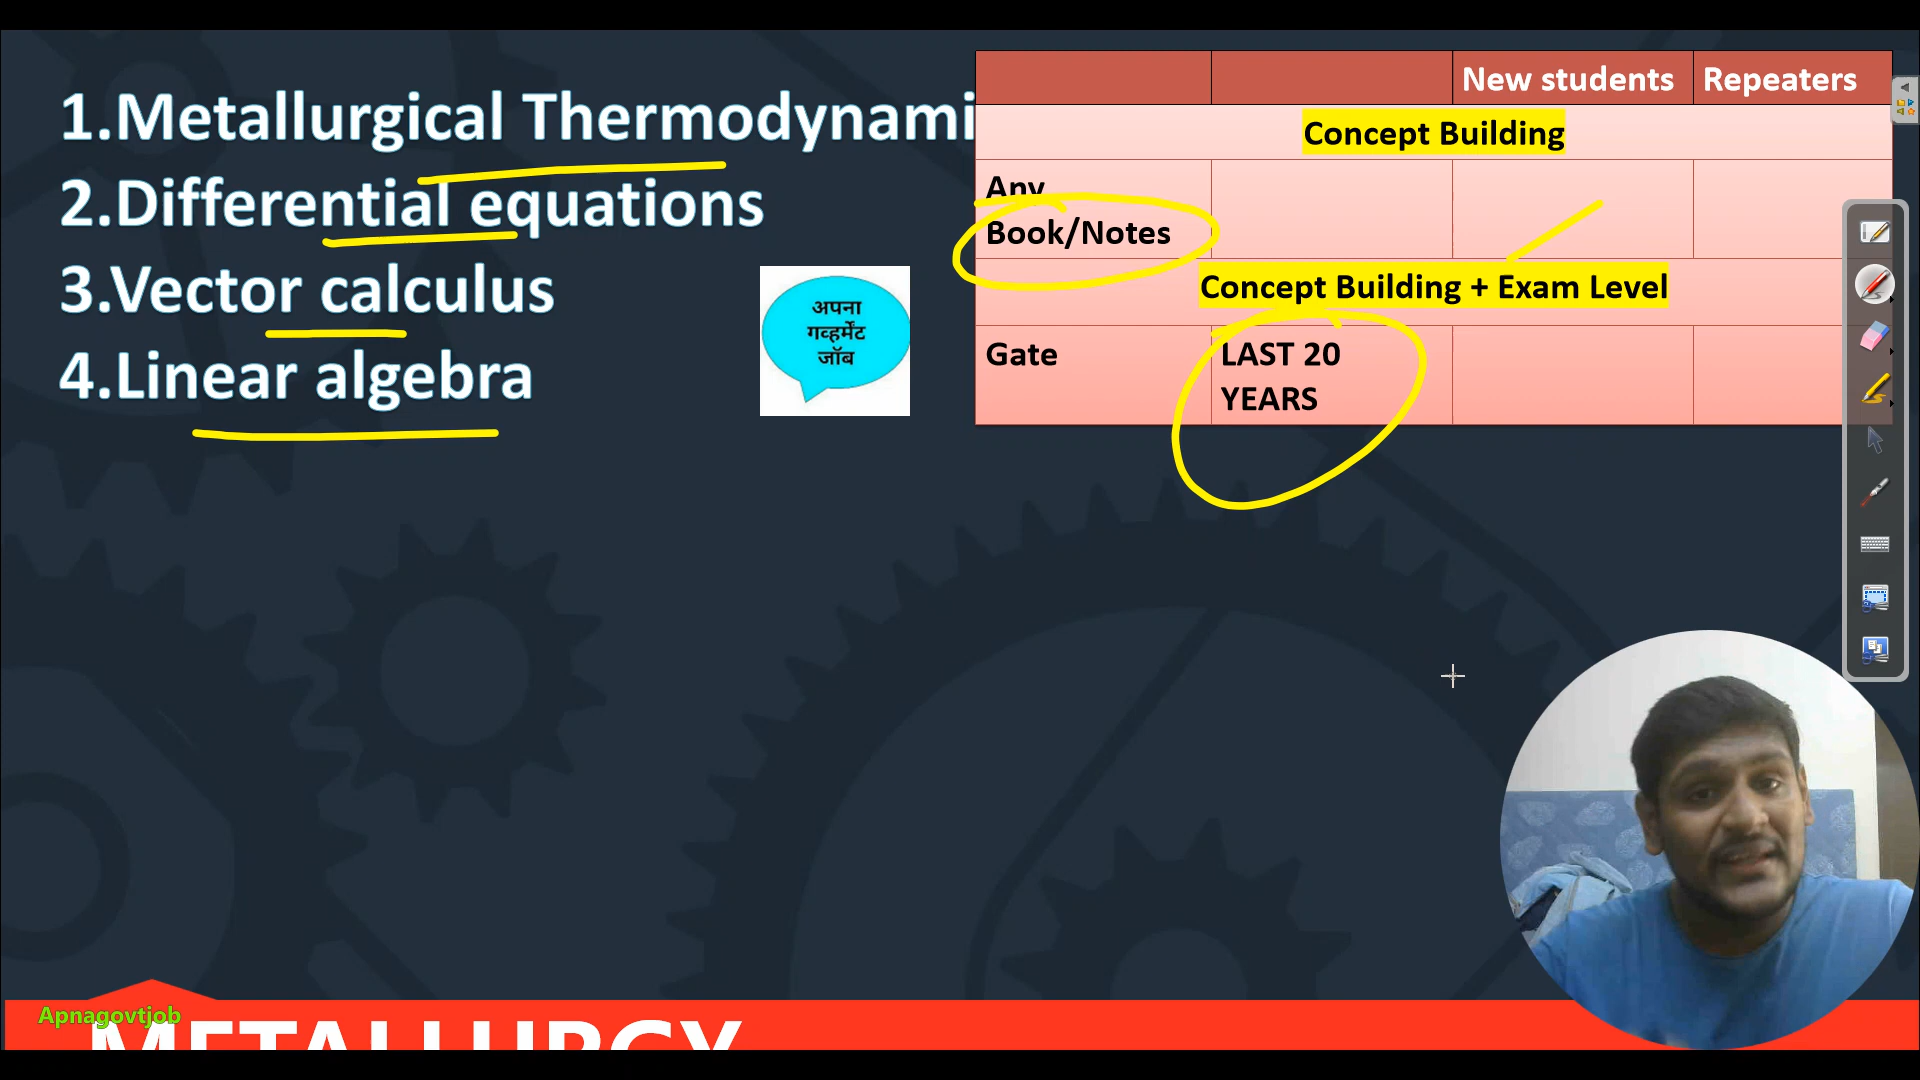 1.Metallurgical Thermodynami
2.Differential equations
3.Vector calculus
4.Linear algebra
अपना
गव्हर्मेंट
जॉब
New students Repeaters
Concept Building
Any
Book/Notes
Concept Building + Exam Level
Gate LAST 20
YEARS
Apnagovtjob
METALLURGY